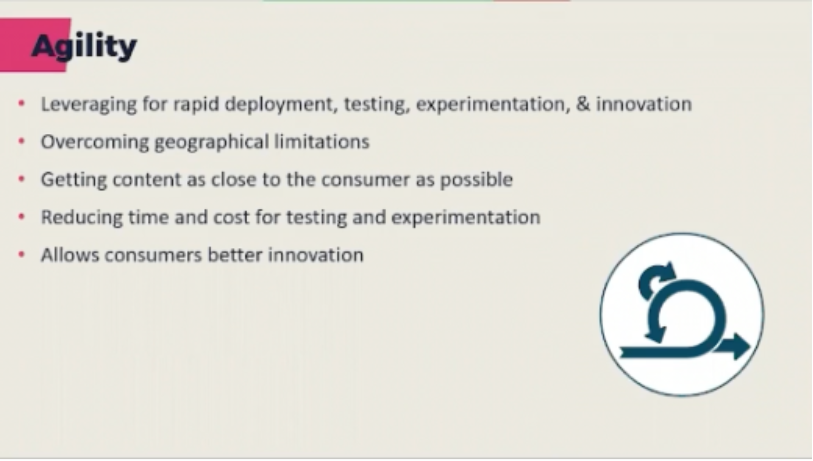 Agility
• Leveraging for rapid deployment, testing, experimentation, & innovation
• Overcoming geographical limitations
• Getting content as close to the consumer as possible
• Reducing time and cost for testing and experimentation
• Allows consumers better innovation